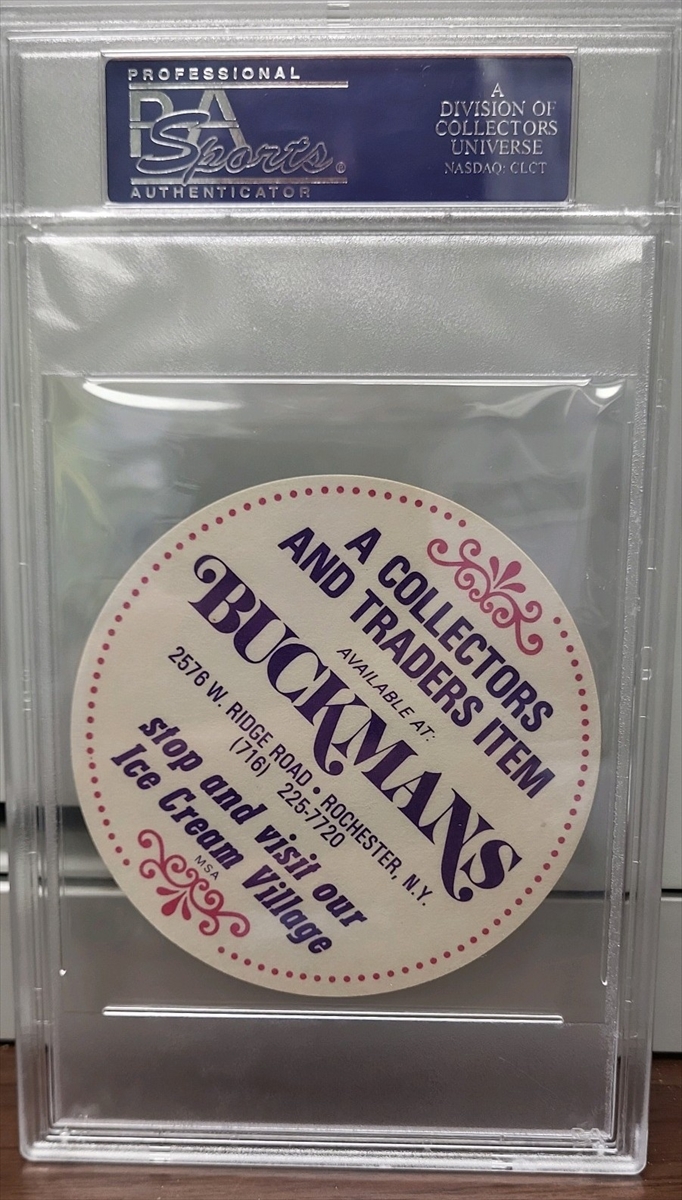 PROFESSIONAL
PSA
Sports®
AUTHENTICATOR
A
DIVISION OF
COLLECTORS
UNIVERSE
NASDAQ: CLCT
A COLLECTORS
AND TRADERS ITEM
AVAILABLE AT:
BUCKMANS
2576 W. RIDGE ROAD • ROCHESTER, N.Y.
(716) 225-7720
stop and visit our
Ice Cream Village
MSA